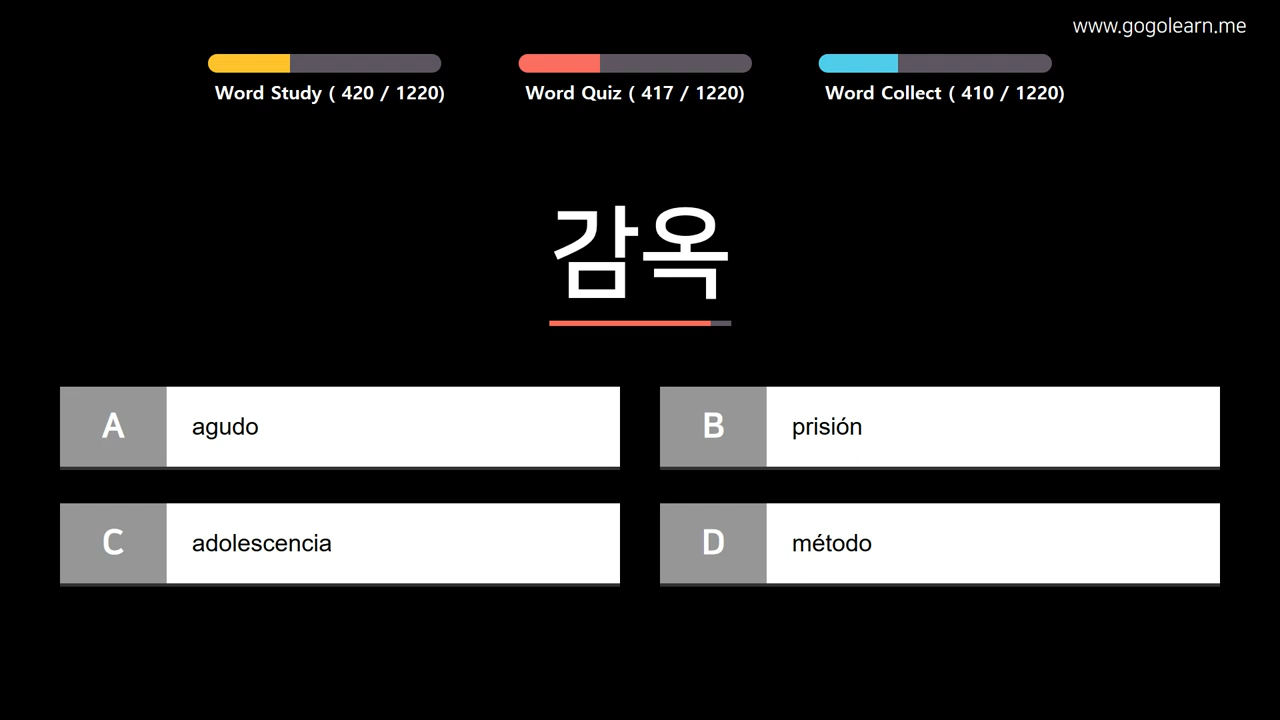 www.gogolearn.me
Word Study ( 420 / 1220)
Word Quiz ( 417 / 1220)
Word Collect ( 410 / 1220)
감옥
A agudo
B prisión
C adolescencia
D método